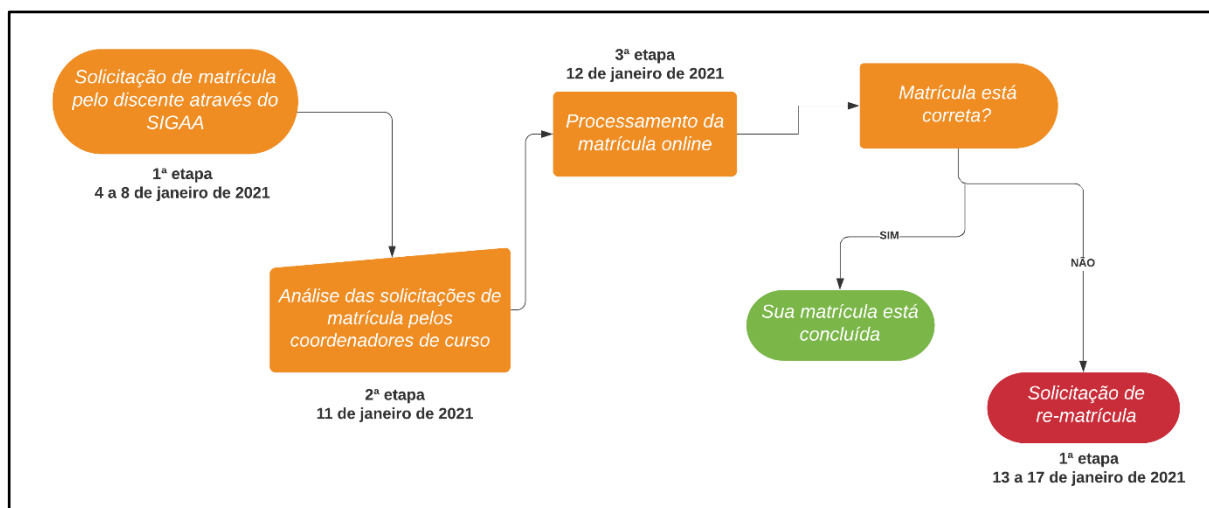 Solicitação de matrícula
pelo discente através do
SIGAA
1ª etapa
4 a 8 de janeiro de 2021
Análise das solicitações de
matrícula pelos
coordenadores de curso
2ª etapa
11 de janeiro de 2021
3ª etapa
12 de janeiro de 2021
Processamento da
matrícula online
Matrícula está
correta?
SIM
NÃO
Sua matrícula está
concluída
Solicitação de
re-matrícula
1ª etapa
13 a 17 de janeiro de 2021